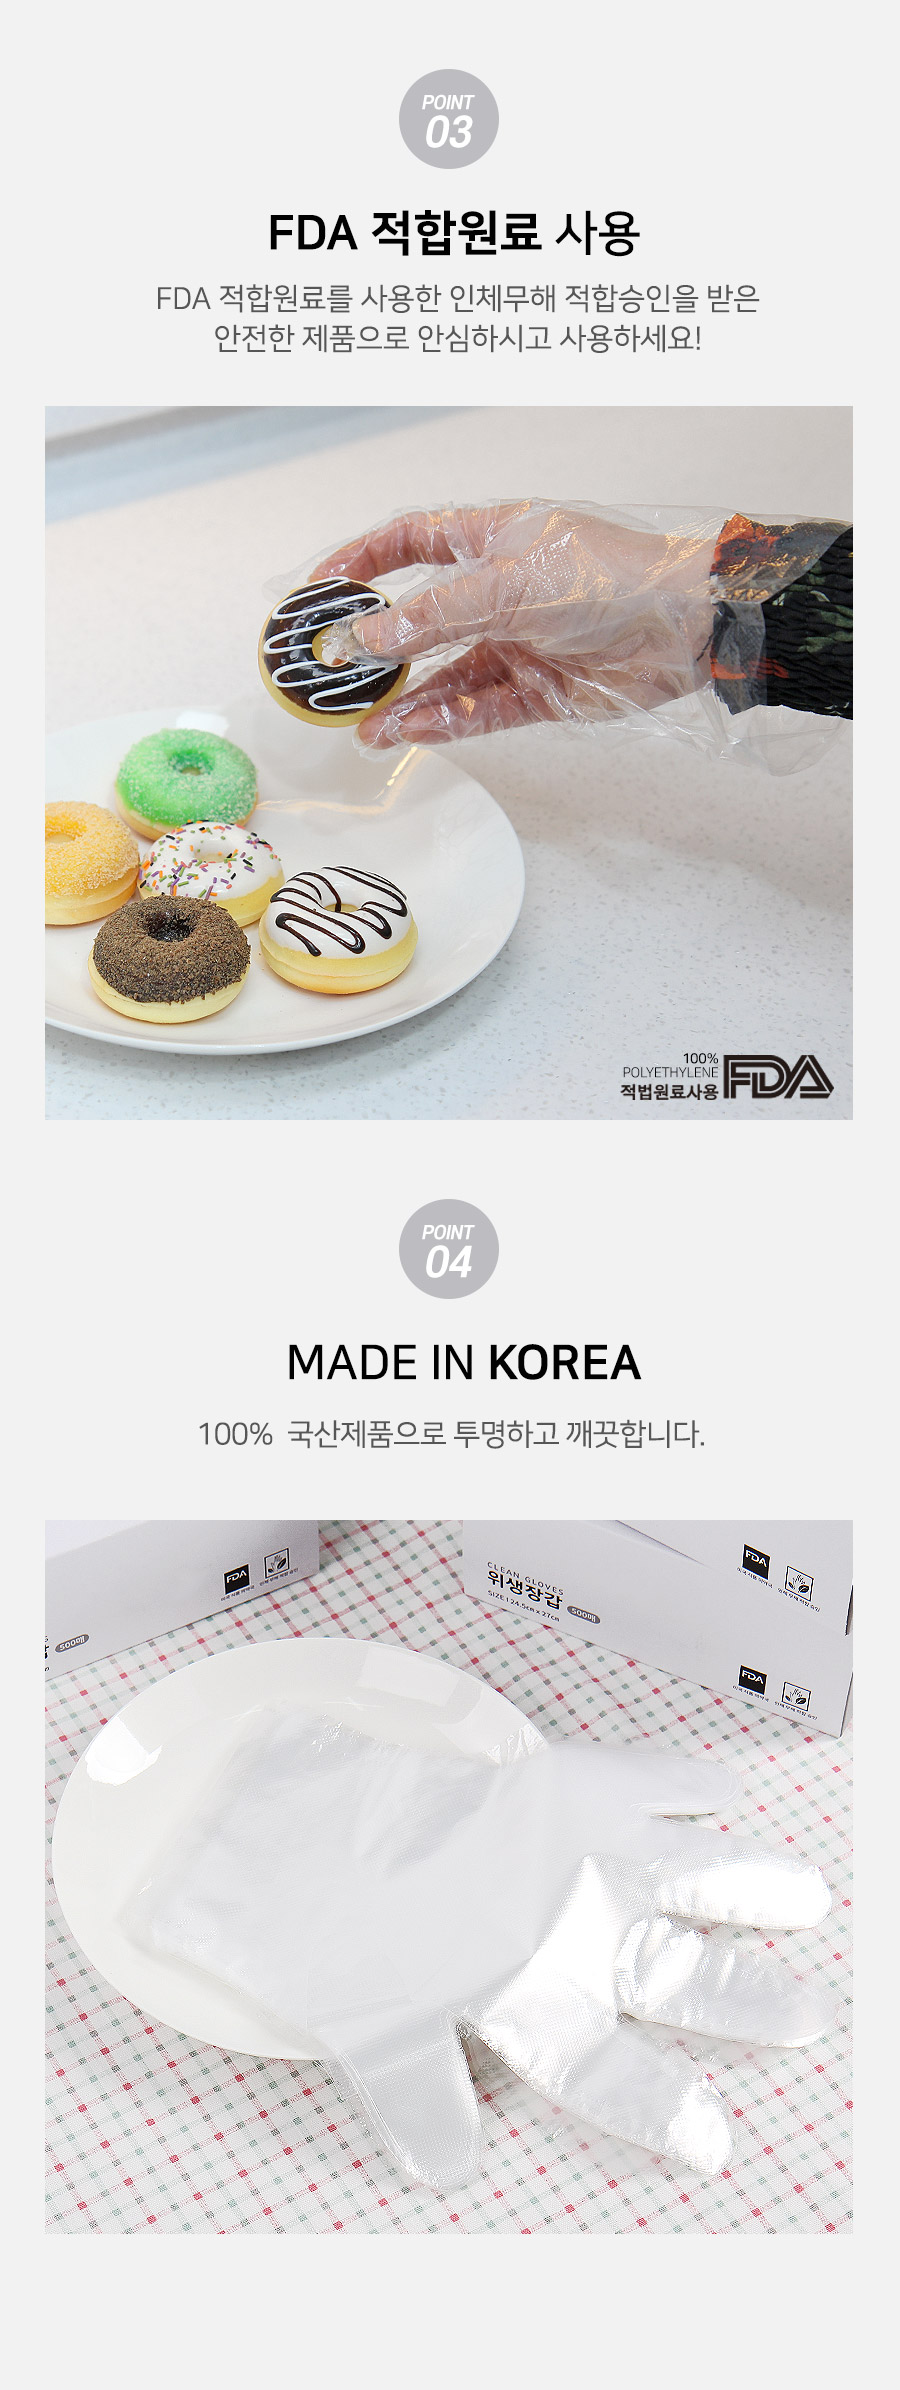 POINT
03
FDA 적합원료 사용
FDA 적합원료를 사용한 인체무해 적합승인을 받은
안전한 제품으로 안심하시고 사용하세요!
100%
POLYETHYLENE
적법원료사용
FDA
POINT
04
MADE IN KOREA
100% 국산제품으로 투명하고 깨끗합니다.
FDA
500매
CLEAN GLOVES
위생장갑
SIZE I 24.5cm x 27cm
500매
FDA
FDA